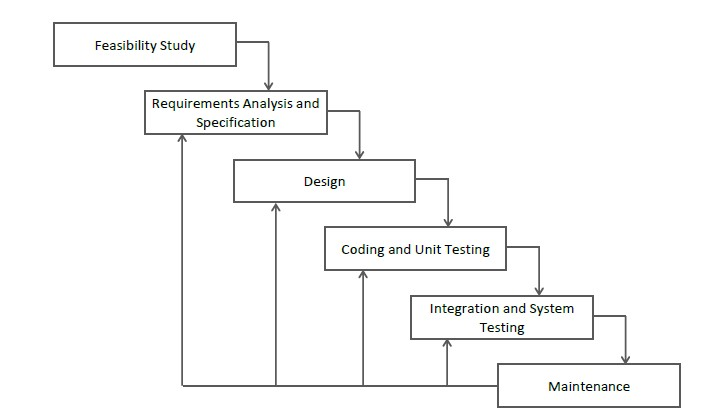 Feasibility Study
Requirements Analysis and
Specification
Design
Coding and Unit Testing
Integration and System
Testing
Maintenance